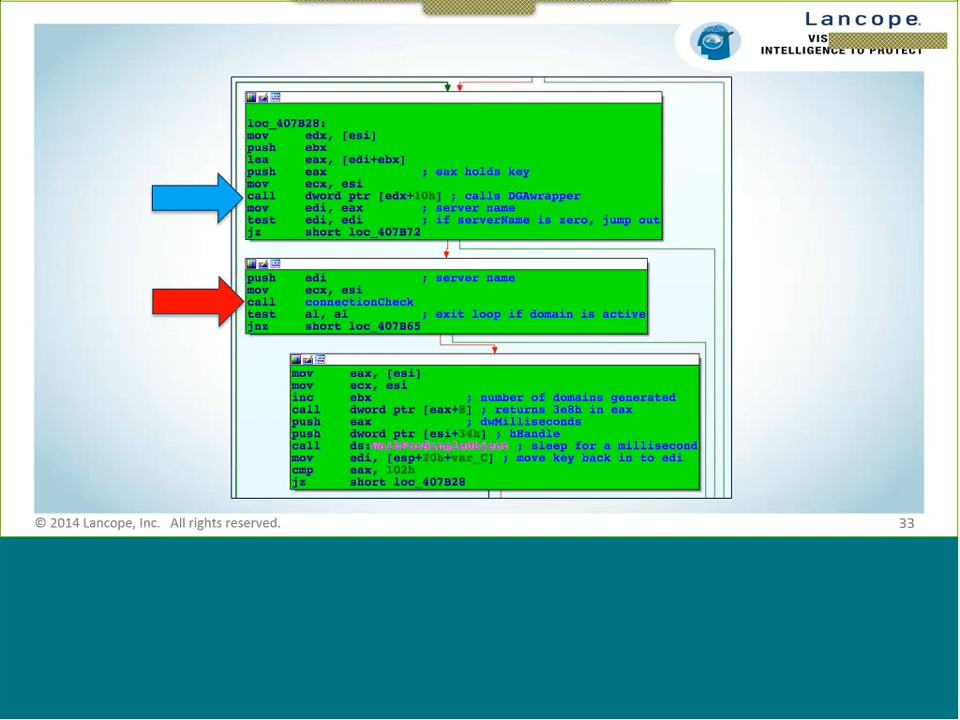 Lancope.
VIS
INTELLIGENCE TO PROTECT
loc_407B28:
mov edx, [esi]
push ebx
lea eax, [edi+ebx]
push eax ; eax holds key
mov ecx, esi
call dword ptr [edx+10h] ; calls DGAwrapper
mov edi, eax ; server name
test edi, edi ; if serverName is zero, jump out
jz short loc_407B72
push edi ; server name
mov ecx, esi
call connectionCheck
test al, al ; exit loop if domain is active
jnz short loc_407B65
mov eax, [esi]
mov ecx, esi
inc ebx ; number of domains generated
call dword ptr [eax+8] ; returns 3e8h in eax
push eax ; dwMilliseconds
push dword ptr [esi+34h] ; hHandle
call ds:WaitForSingleObject ; sleep for a millisecond
mov edi, [esp+20h+var_C] ; move key back in to edi
cmp eax, 102h
jz short loc_407B28
© 2014 Lancope, Inc. All rights reserved.
33